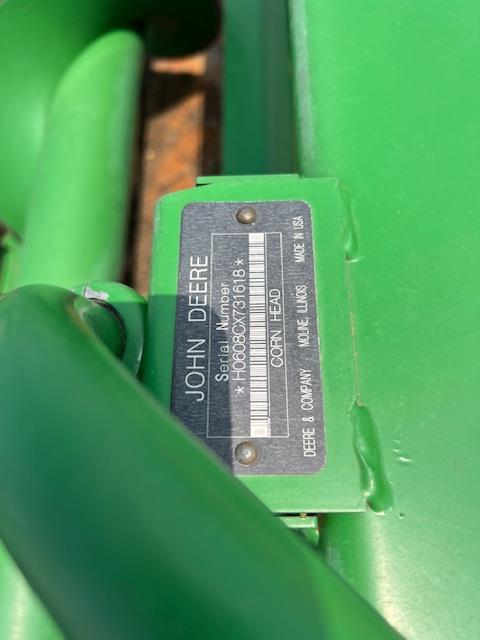 JOHN DEERE
Serial Number
*H0608CX731618*
CORN HEAD
DEERE & COMPANY MOLINE, ILLINOIS MADE IN USA